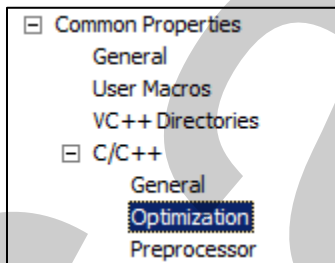 Common Properties
General
User Macros
VC++ Directories
C/C++
General
Optimization
Preprocessor